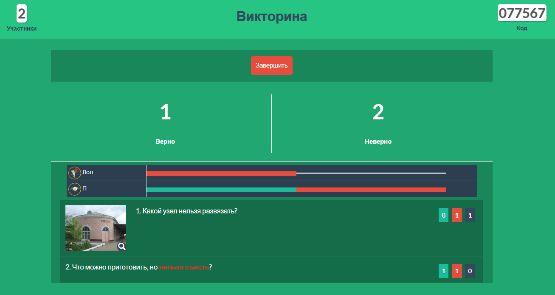 2
Участники
Викторина
077567
Код
Завершить
1
Верно
2
Неверно
П
1. Какой узел нельзя развязать?
0 1 1
2. Что можно приготовить, но нельзя съесть?
1 1 0